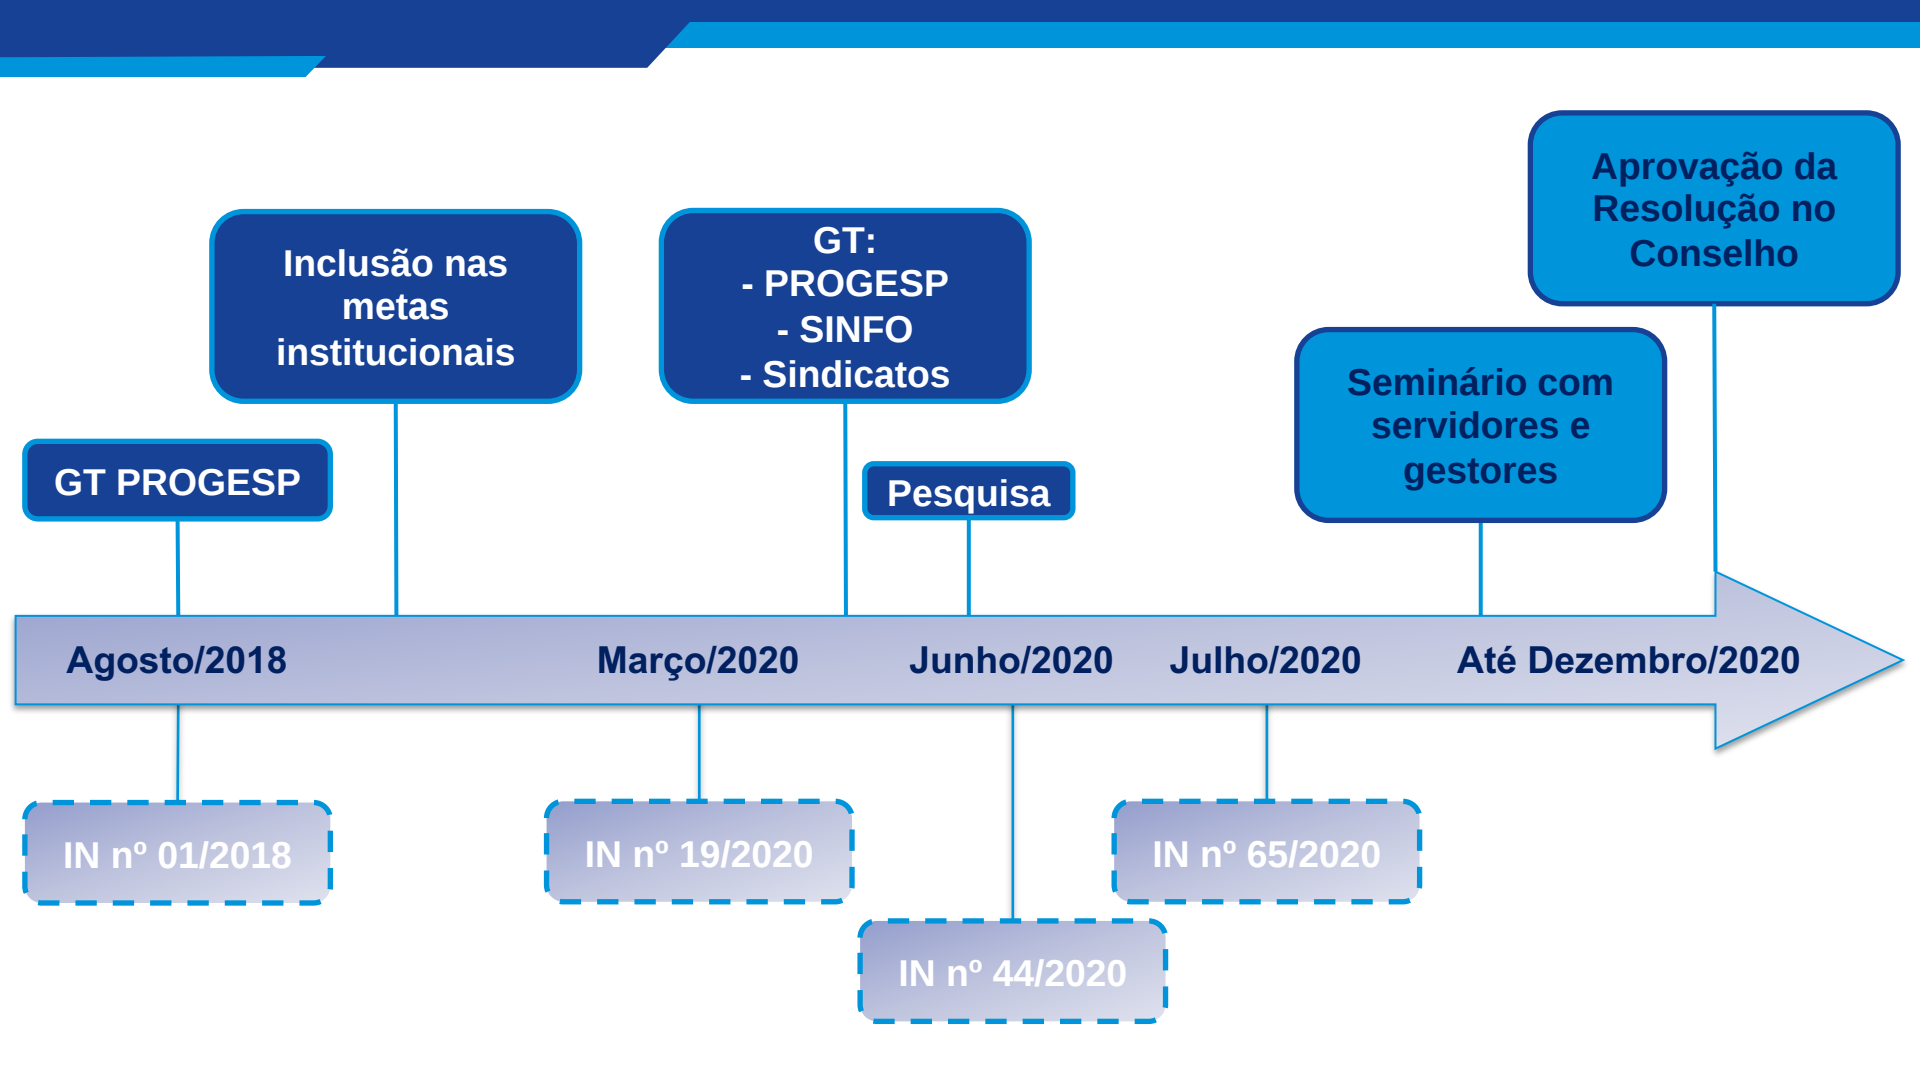 Aprovação da
Resolução no
Conselho
Inclusão nas
metas
institucionais
GT:
- PROGESP
- SINFO
- Sindicatos
Seminário com
servidores e
gestores
GT PROGESP
Pesquisa
Agosto/2018
Março/2020
Junho/2020
Julho/2020
Até Dezembro/2020
IN nº 01/2018
IN nº 19/2020
IN nº 65/2020
IN nº 44/2020